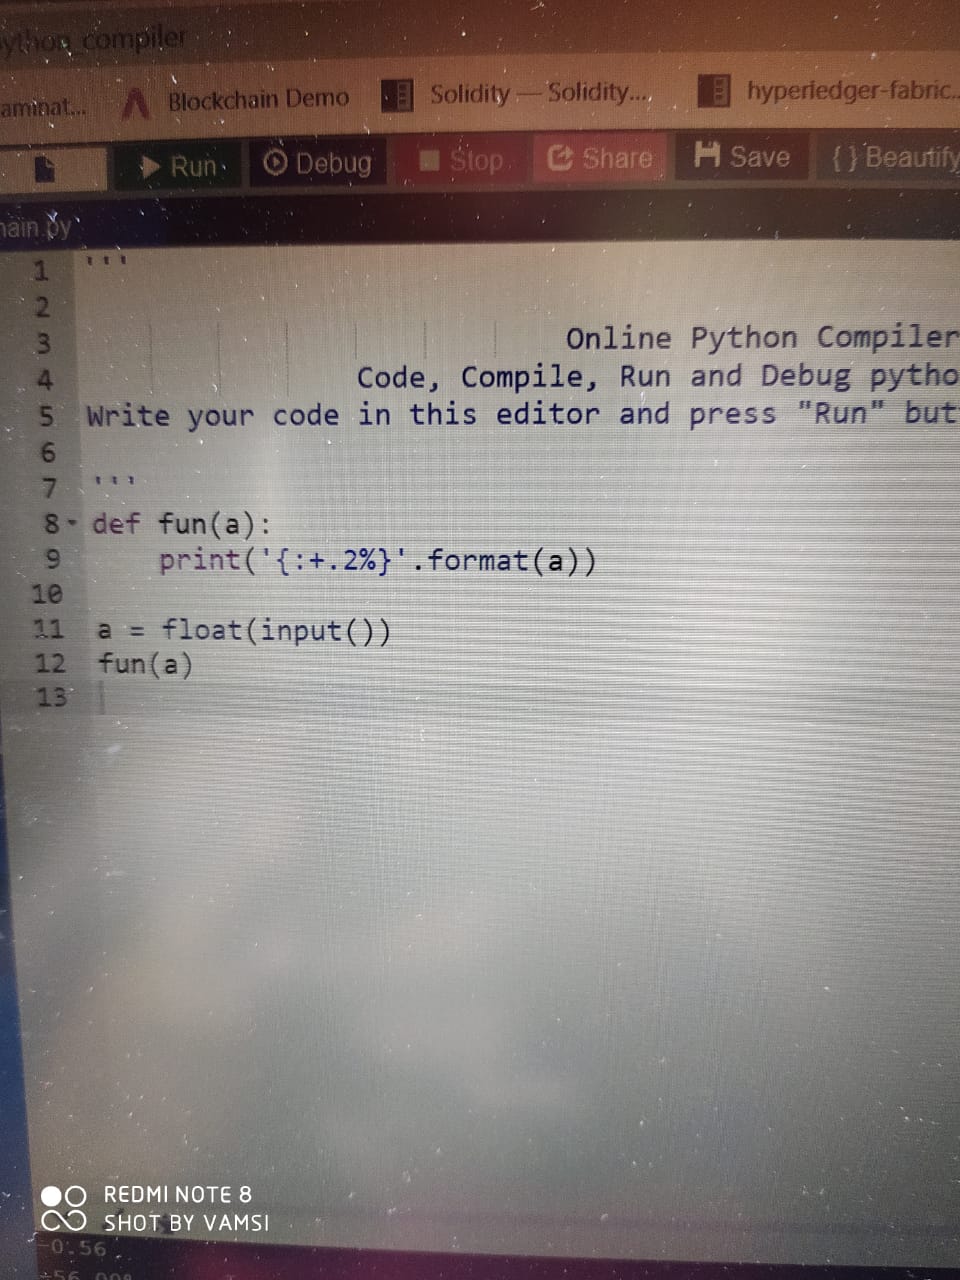 ython compiler
aminat... Blockchain Demo Solidity — Solidity... hyperledger-fabric...
Run Debug Stop Share Save {} Beautify
main.py
1 '''
2
3 Online Python Compiler
4 Code, Compile, Run and Debug pytho
5 Write your code in this editor and press "Run" but
6
7 '''
8 def fun(a):
9 print('{:+.2%}'.format(a))
10
11 a = float(input())
12 fun(a)
13
REDMI NOTE 8
SHOT BY VAMSI
-0.56